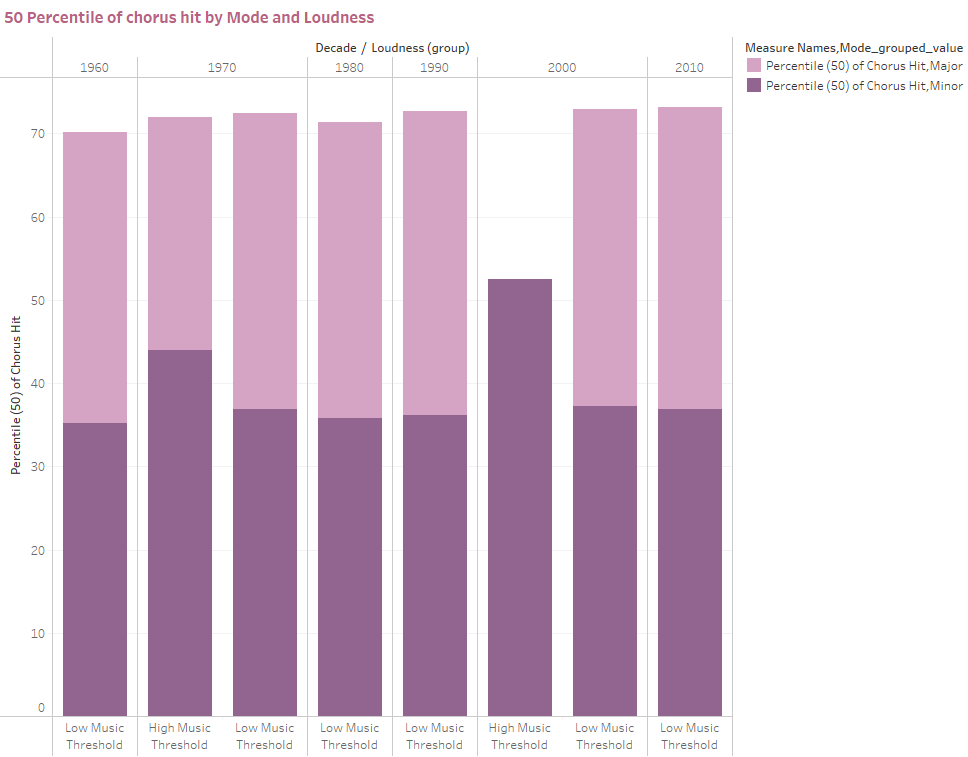 50 Percentile of chorus hit by Mode and Loudness
Decade / Loudness (group)
1960 1970 1980 1990 2000 2010
Measure Names,Mode_grouped_value
Percentile (50) of Chorus Hit,Major
Percentile (50) of Chorus Hit,Minor
Percentile (50) of Chorus Hit
70
60
50
40
30
20
10
0
Low Music High Music Low Music Low Music Low Music High Music Low Music Low Music
Threshold Threshold Threshold Threshold Threshold Threshold Threshold Threshold